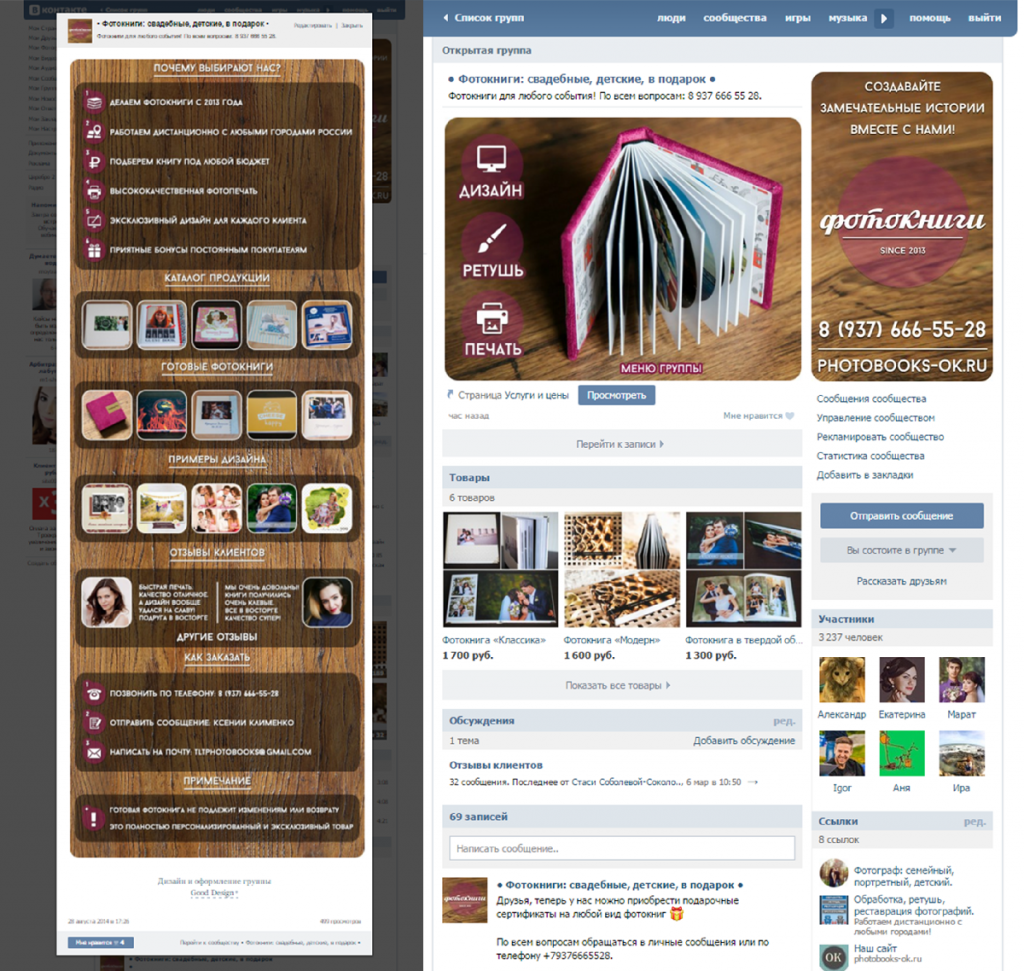 • Фотокниги: свадебные, детские, в подарок •
Фотокниги для любого события! По всем вопросам: 8 937 666 55 28.
Редактировать | Закрыть
ПОЧЕМУ ВЫБИРАЮТ НАС?
1 ДЕЛАЕМ ФОТОКНИГИ С 2013 ГОДА
2 РАБОТАЕМ ДИСТАНЦИОННО С ЛЮБЫМИ ГОРОДАМИ РОССИИ
3 ПОДБЕРЕМ КНИГУ ПОД ЛЮБОЙ БЮДЖЕТ
4 ВЫСОКОКАЧЕСТВЕННАЯ ФОТОПЕЧАТЬ
5 ЭКСКЛЮЗИВНЫЙ ДИЗАЙН ДЛЯ КАЖДОГО КЛИЕНТА
6 ПРИЯТНЫЕ БОНУСЫ ПОСТОЯННЫМ ПОКУПАТЕЛЯМ
КАТАЛОГ ПРОДУКЦИИ
ГОТОВЫЕ ФОТОКНИГИ
ПРИМЕРЫ ДИЗАЙНА
ОТЗЫВЫ КЛИЕНТОВ
БЫСТРАЯ ПЕЧАТЬ.
КАЧЕСТВО ОТЛИЧНОЕ.
А ДИЗАЙН ВООБЩЕ
УДАЛСЯ НА СЛАВУ!
ПОДРУГА В ВОСТОРГЕ
МЫ ОЧЕНЬ ДОВОЛЬНЫ!
КНИГИ ПОЛУЧИЛИСЬ
ОЧЕНЬ КЛЕВЫЕ.
ВСЕ В ВОСТОРГЕ
КАЧЕСТВО СУПЕР!
ДРУГИЕ ОТЗЫВЫ
КАК ЗАКАЗАТЬ
1 ПОЗВОНИТЬ ПО ТЕЛЕФОНУ: 8 (937) 666-55-28
2 ОТПРАВИТЬ СООБЩЕНИЕ: КСЕНИИ КЛИМЕНКО
3 НАПИСАТЬ НА ПОЧТУ: TLTPHOTOBOOKS@GMAIL.COM
ПРИМЕЧАНИЕ
ГОТОВАЯ ФОТОКНИГА НЕ ПОДЛЕЖИТ ИЗМЕНЕНИЯМ ИЛИ ВОЗВРАТУ
ЭТО ПОЛНОСТЬЮ ПЕРСОНАЛИЗИРОВАННЫЙ И ЭКСКЛЮЗИВНЫЙ ТОВАР
Дизайн и оформление группы
Good Design
28 августа 2014 в 17:26
499 просмотров
Мне нравится 4
Перейти к сообществу • Фотокниги: свадебные, детские, в подарок •
Список групп
люди сообщества игры музыка помощь выйти
Открытая группа
• Фотокниги: свадебные, детские, в подарок •
Фотокниги для любого события! По всем вопросам: 8 937 666 55 28.
ДИЗАЙН
РЕТУШЬ
ПЕЧАТЬ
МЕНЮ ГРУППЫ
Страница Услуги и цены Просмотреть
час назад Мне нравится
Перейти к записи
Товары
6 товаров
Фотокнига «Классика» Фотокнига «Модерн» Фотокнига в твердой об...
1 700 руб. 1 600 руб. 1 300 руб.
Показать все товары
Обсуждения ред.
1 тема Добавить обсуждение
Отзывы клиентов
32 сообщения. Последнее от Стаси Соболевой-Соколо..., 6 мар в 10:50 →
69 записей
Написать сообщение..
• Фотокниги: свадебные, детские, в подарок •
Друзья, теперь у нас можно приобрести подарочные
сертификаты на любой вид фотокниг
По всем вопросам обращаться в личные сообщения или по
телефону +79376665528.
СОЗДАВАЙТЕ
ЗАМЕЧАТЕЛЬНЫЕ ИСТОРИИ
ВМЕСТЕ С НАМИ!
фотокниги
SINCE 2013
8 (937) 666-55-28
PHOTOBOOKS-OK.RU
Сообщения сообщества
Управление сообществом
Рекламировать сообщество
Статистика сообщества
Добавить в закладки
Отправить сообщение
Вы состоите в группе
Рассказать друзьям
Участники
3 237 человек
Александр Екатерина Марат
Igor Аня Ира
Ссылки ред.
8 ссылок
Фотограф: семейный,
портретный, детский.
Обработка, ретушь,
реставрация фотографий.
Работаем дистанционно с
любыми городами!
OK
Наш сайт
photobooks-ok.ru